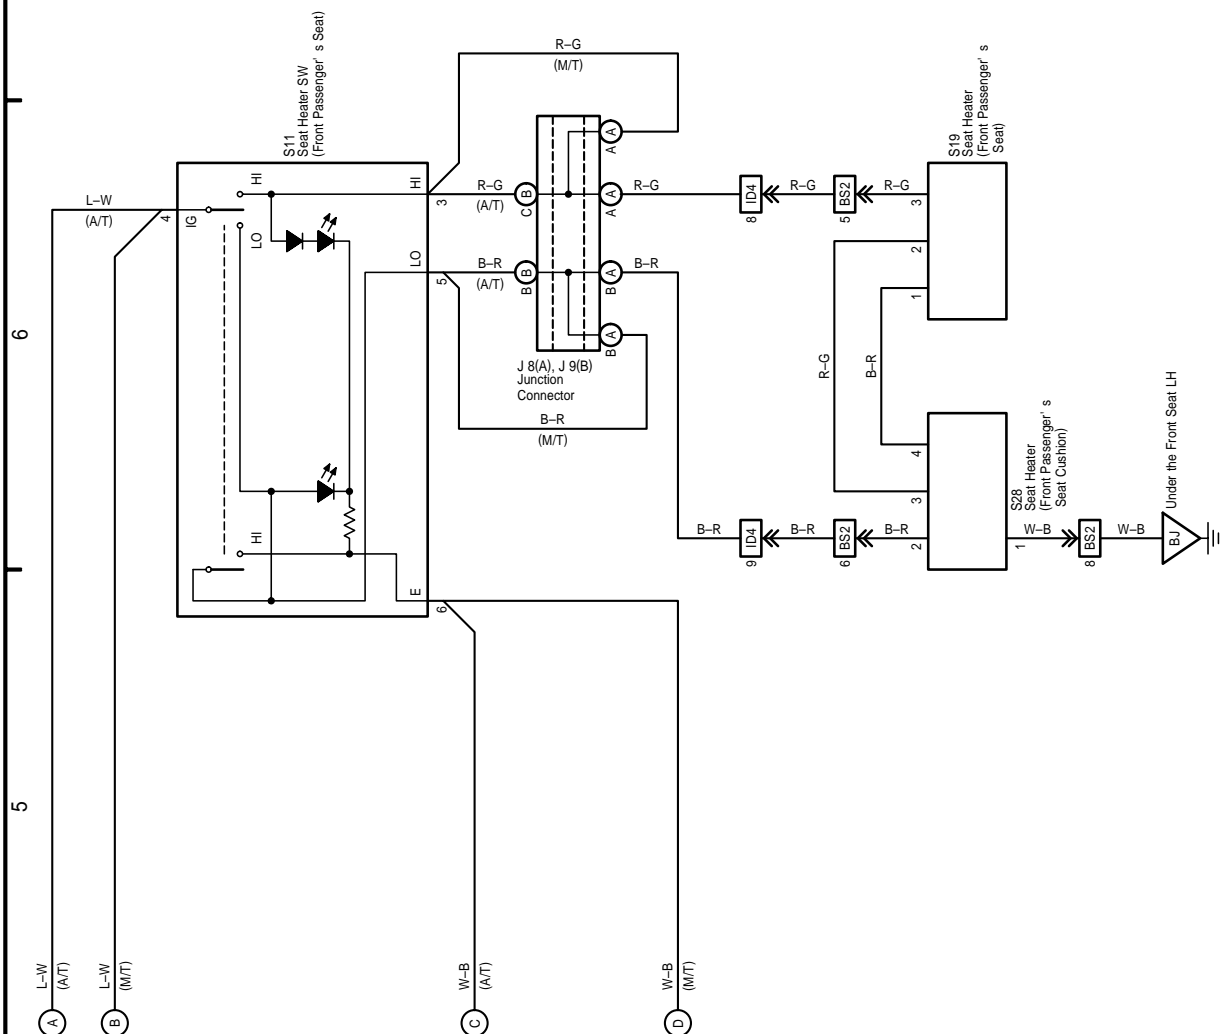 S11
Seat Heater SW
(Front Passenger' s Seat)
R–G
(M/T)
L–W
(A/T)
4
IG
HI
LO
HI
3
LO
5
HI
E
6
R–G
(A/T)
B
C
A
A
A
A
R–G
B–R
(A/T)
B
B
A
B
A
B
B–R
J 8(A), J 9(B)
Junction
Connector
B–R
(M/T)
ID4
8
R–G
BS2
5
R–G
3
2
1
S19
Seat Heater
(Front Passenger' s
Seat)
R–G
B–R
4
3
2
B–R
ID4
9
B–R
BS2
6
B–R
S28
Seat Heater
(Front Passenger' s
Seat Cushion)
1
W–B
BS2
8
W–B
BJ
Under the Front Seat LH
6
5
L–W
(A/T)
A
L–W
(M/T)
B
W–B
(A/T)
C
W–B
(M/T)
D